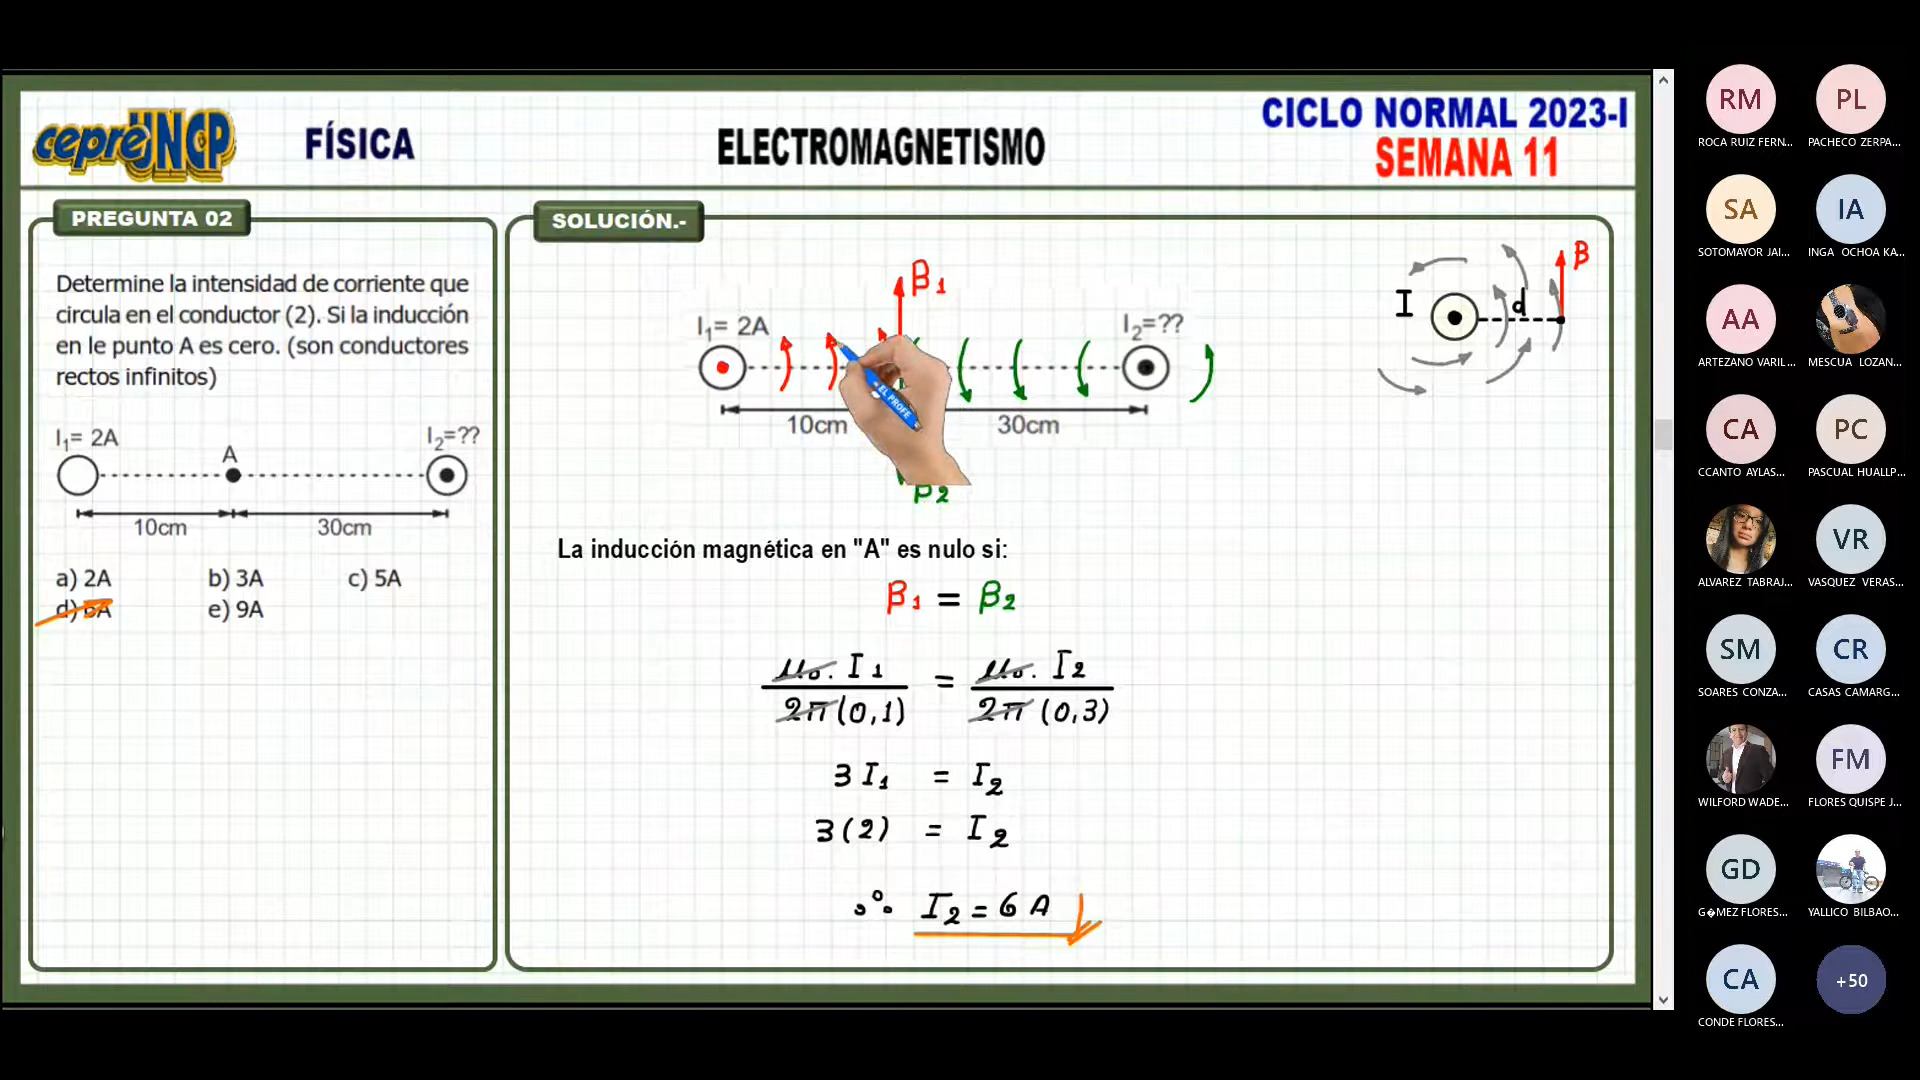 cepreUNCP
FÍSICA
ELECTROMAGNETISMO
CICLO NORMAL 2023-I
SEMANA 11
PREGUNTA 02
Determine la intensidad de corriente que
circula en el conductor (2). Si la inducción
en le punto A es cero. (son conductores
rectos infinitos)
I₁= 2A
A
I₂=??
10cm
30cm
a) 2A b) 3A c) 5A
d) 6A e) 9A
SOLUCIÓN.-
B₁
I₁= 2A
I₂=??
10cm
30cm
B₂
I
d
B
EL PROFE
La inducción magnética en "A" es nulo si:
B₁ = B₂
μ₀. I₁ = μ₀. I₂
2π(0,1) 2π(0,3)
3 I₁ = I₂
3(2) = I₂
∴ I₂ = 6 A
RM
PL
ROCA RUIZ FERN...
PACHECO ZERPA...
SA
IA
SOTOMAYOR JAI...
INGA OCHOA KA...
AA
ARTEZANO VARIL...
MESCUA LOZAN...
CA
PC
CCANTO AYLAS...
PASCUAL HUALLP...
VR
ALVAREZ TABRAJ...
VASQUEZ VERAS...
SM
CR
SOARES CONZA...
CASAS CAMARG...
FM
WILFORD WADE...
FLORES QUISPE J...
GD
G�MEZ FLORES...
YALLICO BILBAO...
CA
+50
CONDE FLORES...